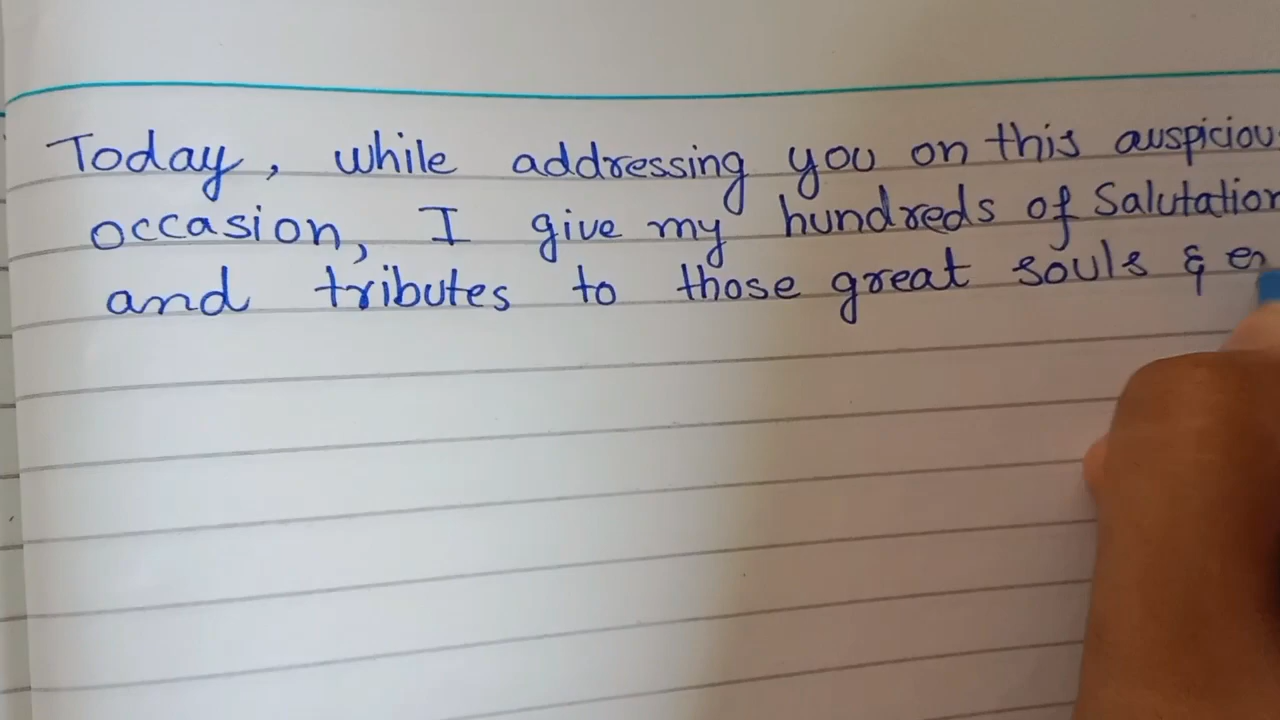 Today, while addressing you on this auspiciou
occasion, I give my hundreds of Salutation
and tributes to those great souls & en